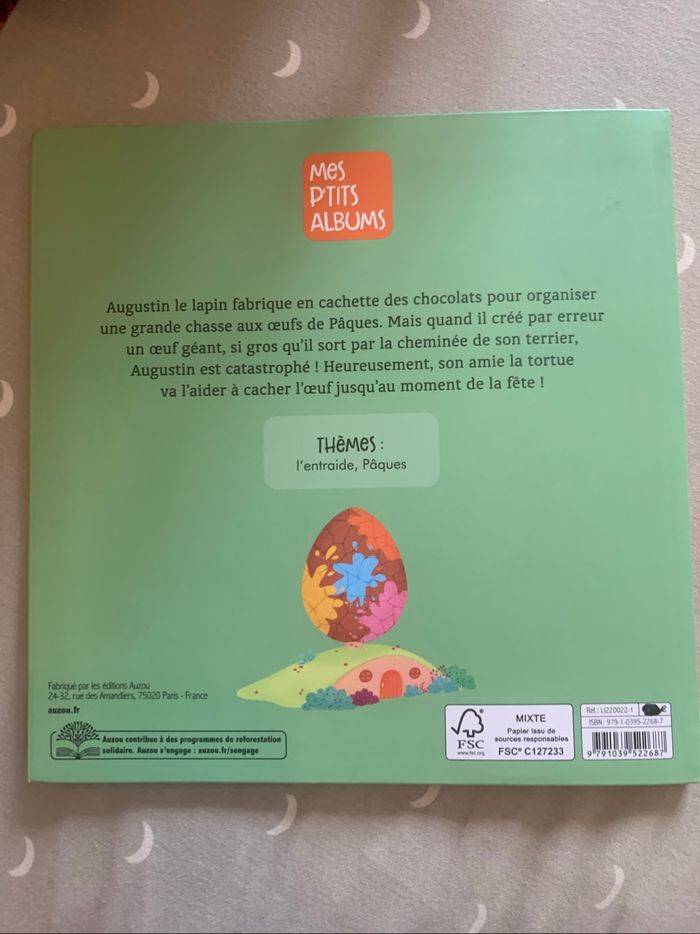 Mes
P'TITS
ALBUMS
Augustin le lapin fabrique en cachette des chocolats pour organiser
une grande chasse aux œufs de Pâques. Mais quand il créé par erreur
un œuf géant, si gros qu'il sort par la cheminée de son terrier,
Augustin est catastrophé ! Heureusement, son amie la tortue
va l'aider à cacher l'œuf jusqu'au moment de la fête !
THèMes :
l'entraide, Pâques
Fabriqué par les éditions Auzou
24-32, rue des Amandiers, 75020 Paris - France
auzou.fr
Auzou contribue à des programmes de reforestation
solidaire. Auzou s'engage : auzou.fr/sengage
FSC
www.fsc.org
MIXTE
Papier issu de
sources responsables
FSC® C127233
Réf.: LI220022-1
€
ISBN: 979-1-0395-2268-7
9 791039 522687